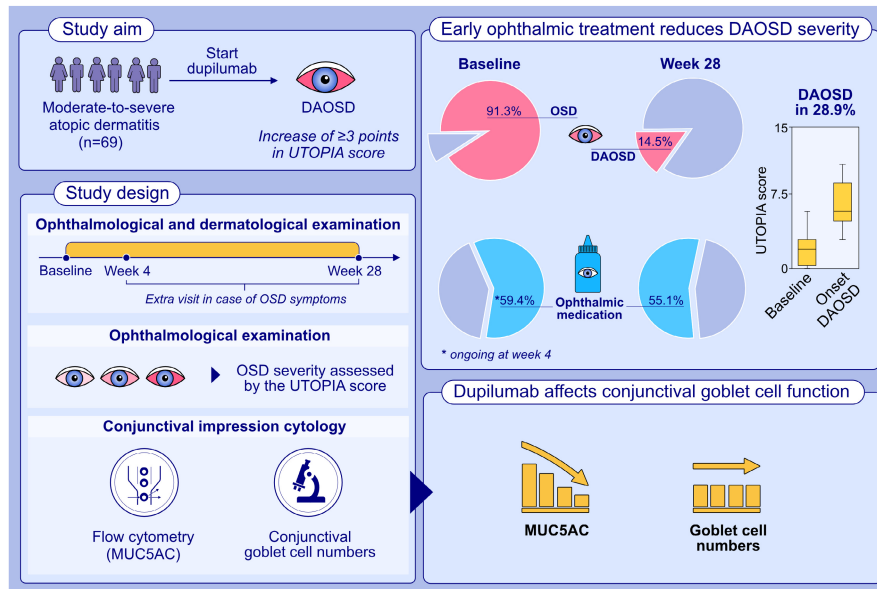 Study aim
Start
dupilumab
Moderate-to-severe
atopic dermatitis
(n=69)
DAOSD
Increase of ≥3 points
in UTOPIA score
Study design
Ophthalmological and dermatological examination
Baseline
Week 4
Week 28
Extra visit in case of OSD symptoms
Ophthalmological examination
OSD severity assessed
by the UTOPIA score
Conjunctival impression cytology
Flow cytometry
(MUC5AC)
Conjunctival
goblet cell numbers
Early ophthalmic treatment reduces DAOSD severity
Baseline
Week 28
91.3%
OSD
DAOSD
14.5%
*59.4%
Ophthalmic
medication
55.1%
* ongoing at week 4
DAOSD
in 28.9%
UTOPIA score
15
7.5
0
Baseline
Onset
DAOSD
Dupilumab affects conjunctival goblet cell function
MUC5AC
Goblet cell
numbers